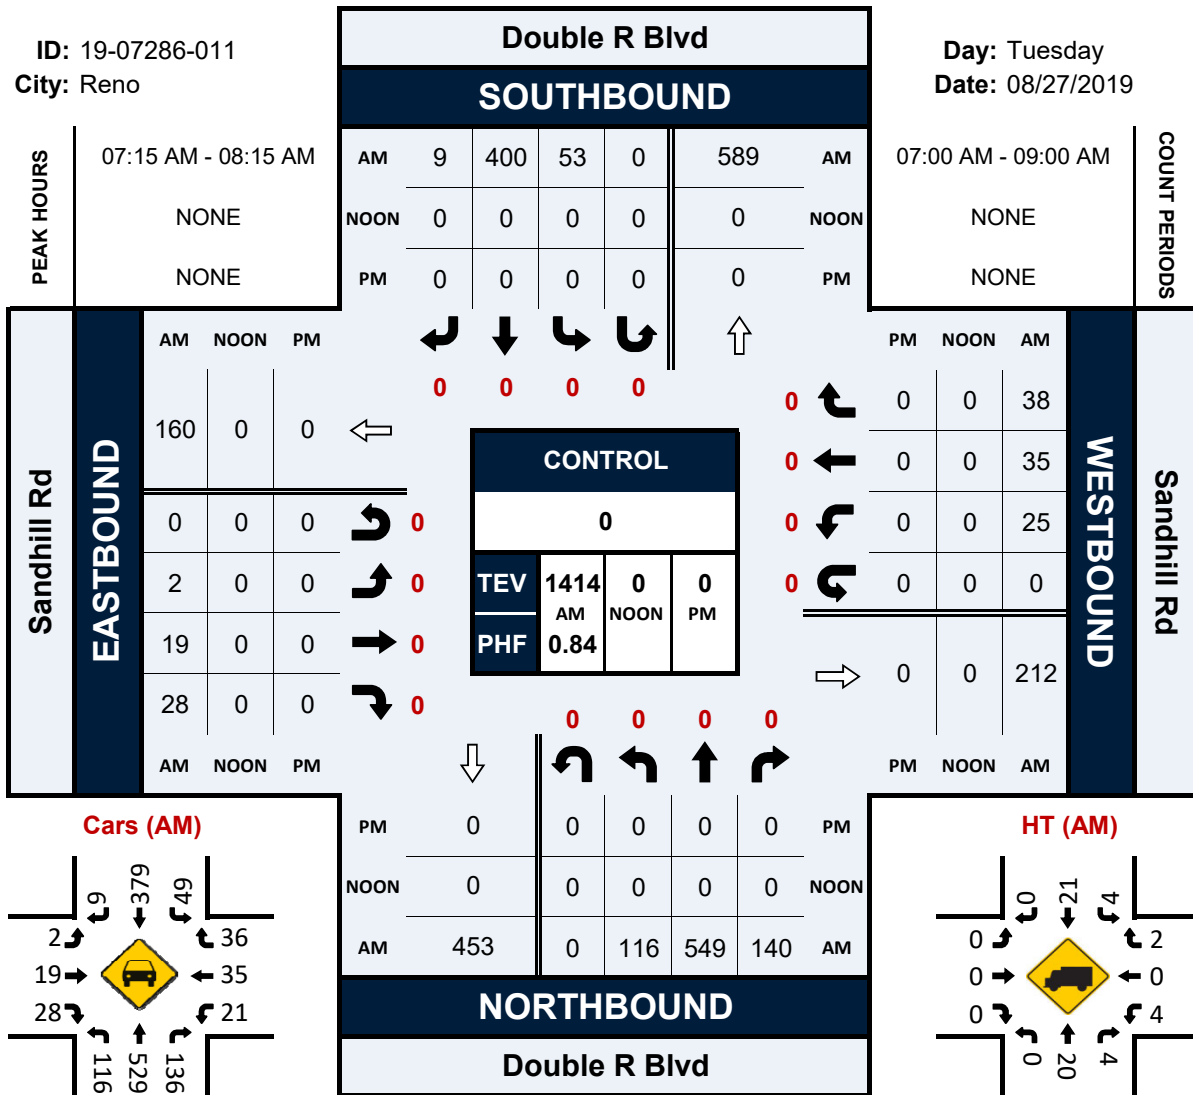 Double R Blvd
ID: 19-07286-011
Day: Tuesday
City: Reno
Date: 08/27/2019
SOUTHBOUND
PEAK HOURS
07:15 AM - 08:15 AM
AM 9 400 53 0 589 AM
07:00 AM - 09:00 AM
COUNT PERIODS
NONE
NOON 0 0 0 0 0 NOON
NONE
NONE
PM 0 0 0 0 0 PM
NONE
AM NOON PM
PM NOON AM
0 0 0 0
0 0 0 38
160 0 0
CONTROL
0 0 0 35
Sandhill Rd
EASTBOUND
WESTBOUND
Sandhill Rd
0 0 0 0
0
0 0 0 25
2 0 0 0
TEV 1414 0 0
AM NOON PM
0 0 0 0
19 0 0 0
PHF 0.84
0 0 212
28 0 0 0
0 0 0 0
AM NOON PM
PM NOON AM
Cars (AM)
PM 0 0 0 0 0 PM
HT (AM)
NOON 0 0 0 0 0 NOON
AM 453 0 116 549 140 AM
NORTHBOUND
Double R Blvd
9 379 49
2 36
19 35
28 21
116 529 136
0 21 4
0 2
0 0
0 4
0 20 4